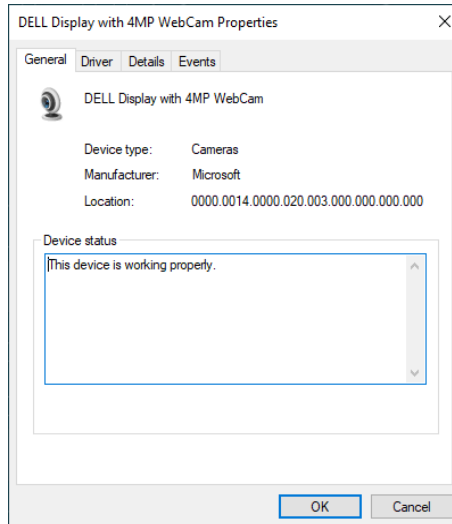 DELL Display with 4MP WebCam Properties
General Driver Details Events
DELL Display with 4MP WebCam
Device type: Cameras
Manufacturer: Microsoft
Location: 0000.0014.0000.020.003.000.000.000.000
Device status
This device is working properly.
OK Cancel